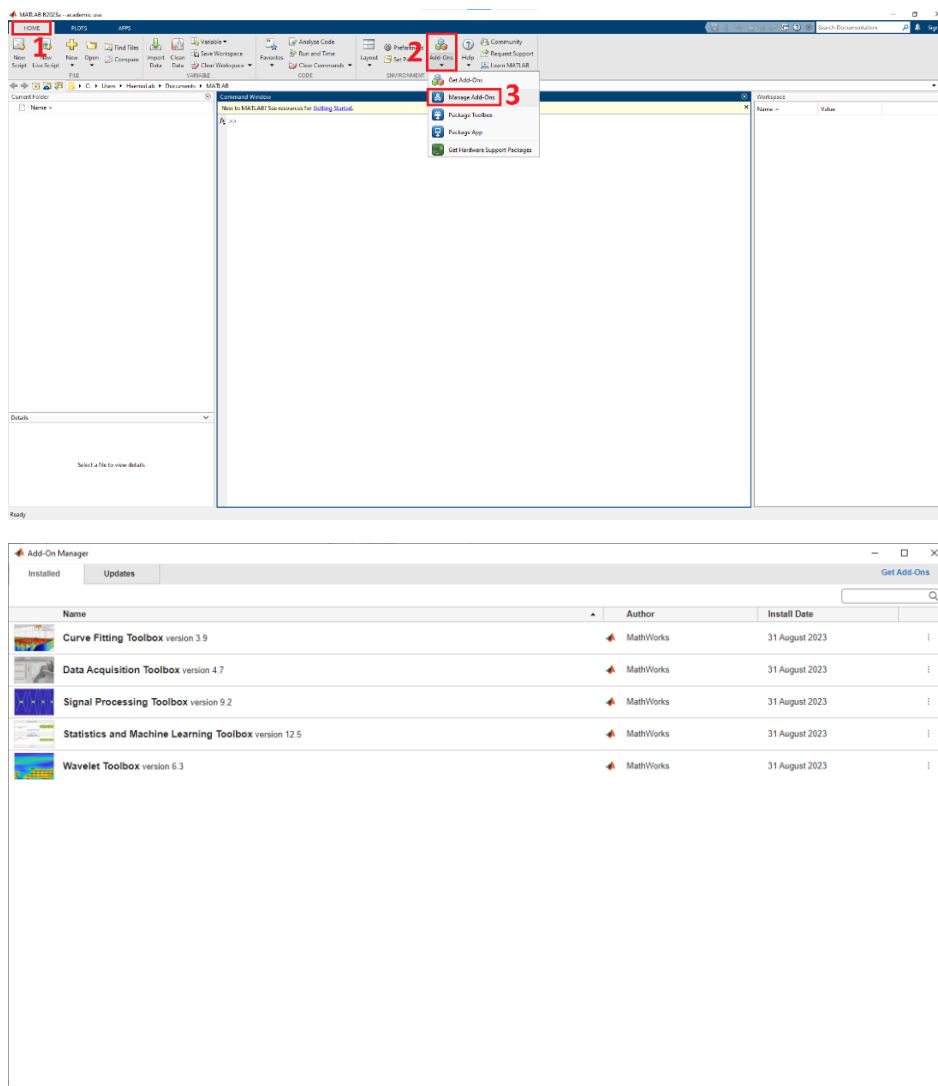 MATLAB R2023a - academic use
HOME PLOTS APPS
Search Documentation Sign
1
2
3
New Script
New Live Script
New
Open
Find Files
Compare
Import Data
Clean Data
Variable
Save Workspace
Clear Workspace
Favorites
Analyze Code
Run and Time
Clear Commands
Layout
Preferences
Set P
Add-Ons
Help
Community
Request Support
Learn MATLAB
FILE VARIABLE CODE ENVIRONMENT
C: Users HaemoLab Documents MATLAB
Current Folder
Name
Command Window
New to MATLAB? See resources for Getting Started.
fx >>
Get Add-Ons
Manage Add-Ons
Package Toolbox
Package App
Get Hardware Support Packages
Workspace
Name Value
Details
Select a file to view details
Ready
Add-On Manager
Installed Updates Get Add-Ons
Name Author Install Date
Curve Fitting Toolbox version 3.9 MathWorks 31 August 2023
Data Acquisition Toolbox version 4.7 MathWorks 31 August 2023
Signal Processing Toolbox version 9.2 MathWorks 31 August 2023
Statistics and Machine Learning Toolbox version 12.5 MathWorks 31 August 2023
Wavelet Toolbox version 6.3 MathWorks 31 August 2023